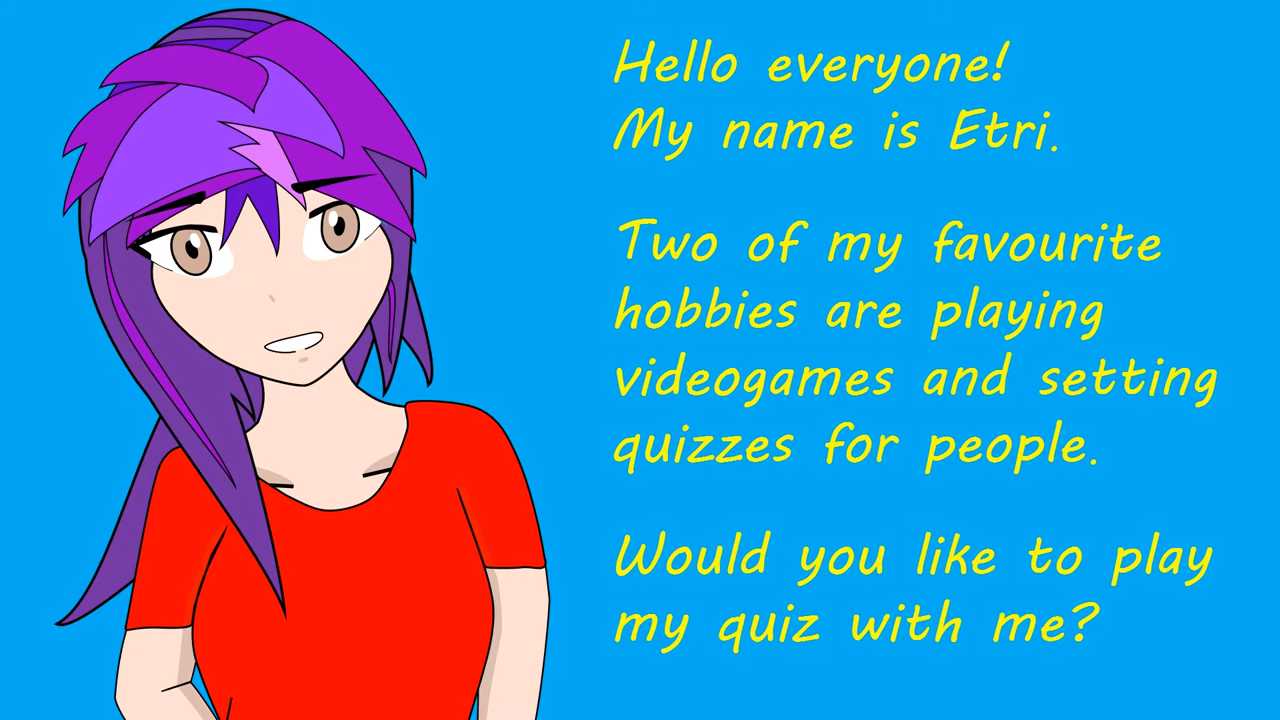 Hello everyone!
My name is Etri.
Two of my favourite
hobbies are playing
videogames and setting
quizzes for people.
Would you like to play
my quiz with me?